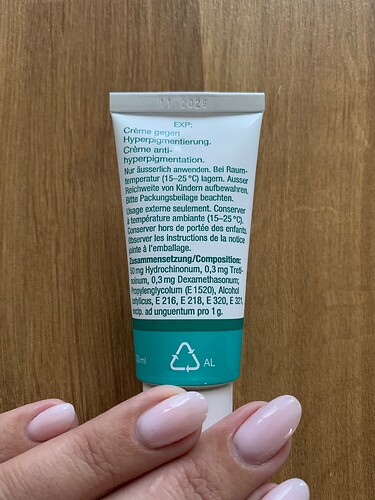 11 2025
EXP:
Crème gegen
Hyperpigmentierung.
Crème anti-
hyperpigmentation.
Nur äusserlich anwenden. Bei Raum-
temperatur (15–25 °C) lagern. Ausser
Reichweite von Kindern aufbewahren.
Bitte Packungsbeilage beachten.
Usage externe seulement. Conserver
à température ambiante (15–25 °C).
Conserver hors de portée des enfants.
Observer les instructions de la notice
jointe à l'emballage.
Zusammensetzung/Composition:
50 mg Hydrochinonum, 0,3 mg Treti-
noinum, 0,3 mg Dexamethasonum;
Propylenglycolum (E 1520), Alcohol
cetylicus, E 216, E 218, E 320, E 321,
excip. ad unguentum pro 1 g.
ml
AL